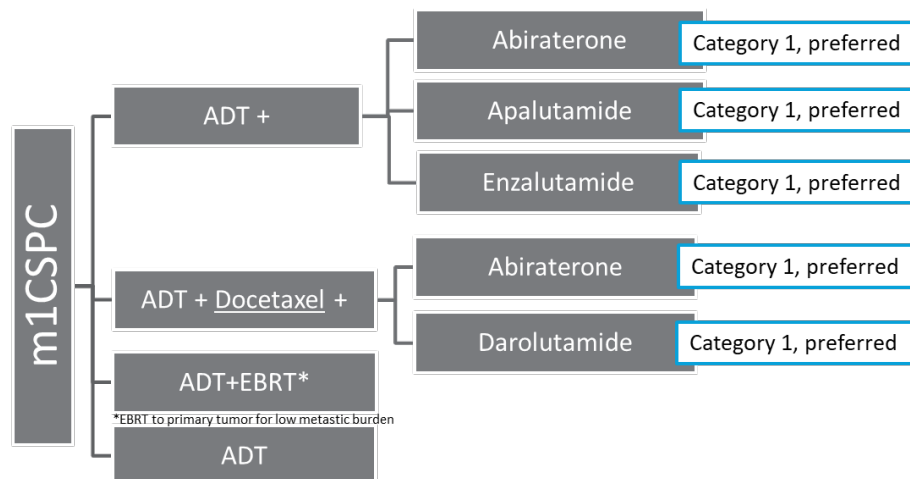 m1CSPC
ADT +
Abiraterone
Category 1, preferred
Apalutamide
Category 1, preferred
Enzalutamide
Category 1, preferred
ADT + Docetaxel +
Abiraterone
Category 1, preferred
Darolutamide
Category 1, preferred
ADT+EBRT*
*EBRT to primary tumor for low metastic burden
ADT